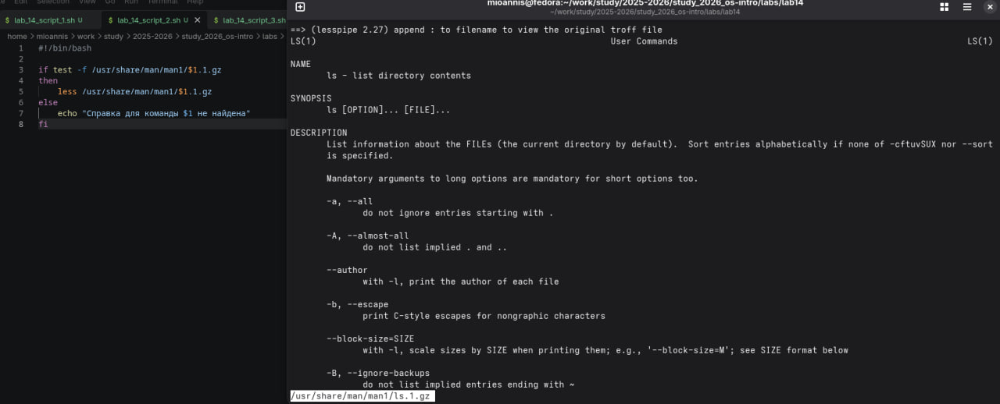 Edit Selection View Go Run Terminal Help
$ lab_14_script_1.sh U
$ lab_14_script_2.sh U ×
$ lab_14_script_3.sh
home > mioannis > work > study > 2025-2026 > study_2026_os-intro > labs >
1 #!/bin/bash
2
3 if test -f /usr/share/man/man1/$1.1.gz
4 then
5 less /usr/share/man/man1/$1.1.gz
6 else
7 echo "Справка для команды $1 не найдена"
8 fi
mioannis@fedora:~/work/study/2025-2026/study_2026_os-intro/labs/lab14
~/work/study/2025-2026/study_2026_os-intro/labs/lab14
==> (lesspipe 2.27) append : to filename to view the original troff file
LS(1) User Commands LS(1)
NAME
ls - list directory contents
SYNOPSIS
ls [OPTION]... [FILE]...
DESCRIPTION
List information about the FILEs (the current directory by default). Sort entries alphabetically if none of -cftuvSUX nor --sort
is specified.
Mandatory arguments to long options are mandatory for short options too.
-a, --all
do not ignore entries starting with .
-A, --almost-all
do not list implied . and ..
--author
with -l, print the author of each file
-b, --escape
print C-style escapes for nongraphic characters
--block-size=SIZE
with -l, scale sizes by SIZE when printing them; e.g., '--block-size=M'; see SIZE format below
-B, --ignore-backups
do not list implied entries ending with ~
/usr/share/man/man1/ls.1.gz